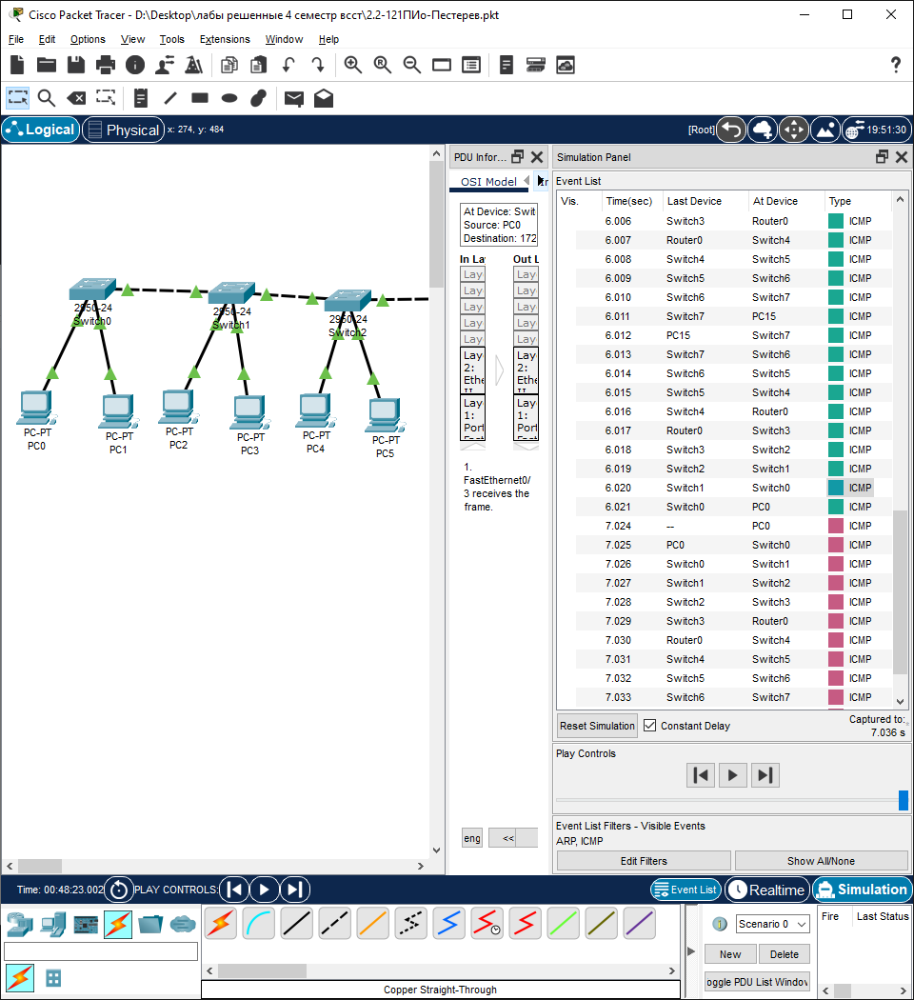 Cisco Packet Tracer - D:\Desktop\лабы решенные 4 семестр всст\2.2-121ПИо-Пестерев.pkt
File Edit Options View Tools Extensions Window Help
?
Logical Physical x: 274, y: 484 [Root] 19:51:30
PDU Infor... Simulation Panel
OSI Model Ir
Event List
At Device: Swit
Source: PC0
Destination: 172
In La Out L
Lay Lay
Lay Lay
Lay Lay
Lay Lay
Lay Lay
Lay Lay
2: 2:
Ethe Ethe
II II
Lay Lay
1: 1:
Port Port
1.
FastEthernet0/
3 receives the
frame.
eng <<
2950-24
Switch0
2950-24
Switch1
2950-24
Switch2
PC-PT
PC0
PC-PT
PC1
PC-PT
PC2
PC-PT
PC3
PC-PT
PC4
PC-PT
PC5
Vis. Time(sec) Last Device At Device Type
6.006 Switch3 Router0 ICMP
6.007 Router0 Switch4 ICMP
6.008 Switch4 Switch5 ICMP
6.009 Switch5 Switch6 ICMP
6.010 Switch6 Switch7 ICMP
6.011 Switch7 PC15 ICMP
6.012 PC15 Switch7 ICMP
6.013 Switch7 Switch6 ICMP
6.014 Switch6 Switch5 ICMP
6.015 Switch5 Switch4 ICMP
6.016 Switch4 Router0 ICMP
6.017 Router0 Switch3 ICMP
6.018 Switch3 Switch2 ICMP
6.019 Switch2 Switch1 ICMP
6.020 Switch1 Switch0 ICMP
6.021 Switch0 PC0 ICMP
7.024 -- PC0 ICMP
7.025 PC0 Switch0 ICMP
7.026 Switch0 Switch1 ICMP
7.027 Switch1 Switch2 ICMP
7.028 Switch2 Switch3 ICMP
7.029 Switch3 Router0 ICMP
7.030 Router0 Switch4 ICMP
7.031 Switch4 Switch5 ICMP
7.032 Switch5 Switch6 ICMP
7.033 Switch6 Switch7 ICMP
Reset Simulation Constant Delay Captured to:
7.036 s
Play Controls
Event List Filters - Visible Events
ARP, ICMP
Edit Filters Show All/None
Time: 00:48:23.002 PLAY CONTROLS: Event List Realtime Simulation
Scenario 0 Fire Last Status
New Delete
oggle PDU List Window
Copper Straight-Through